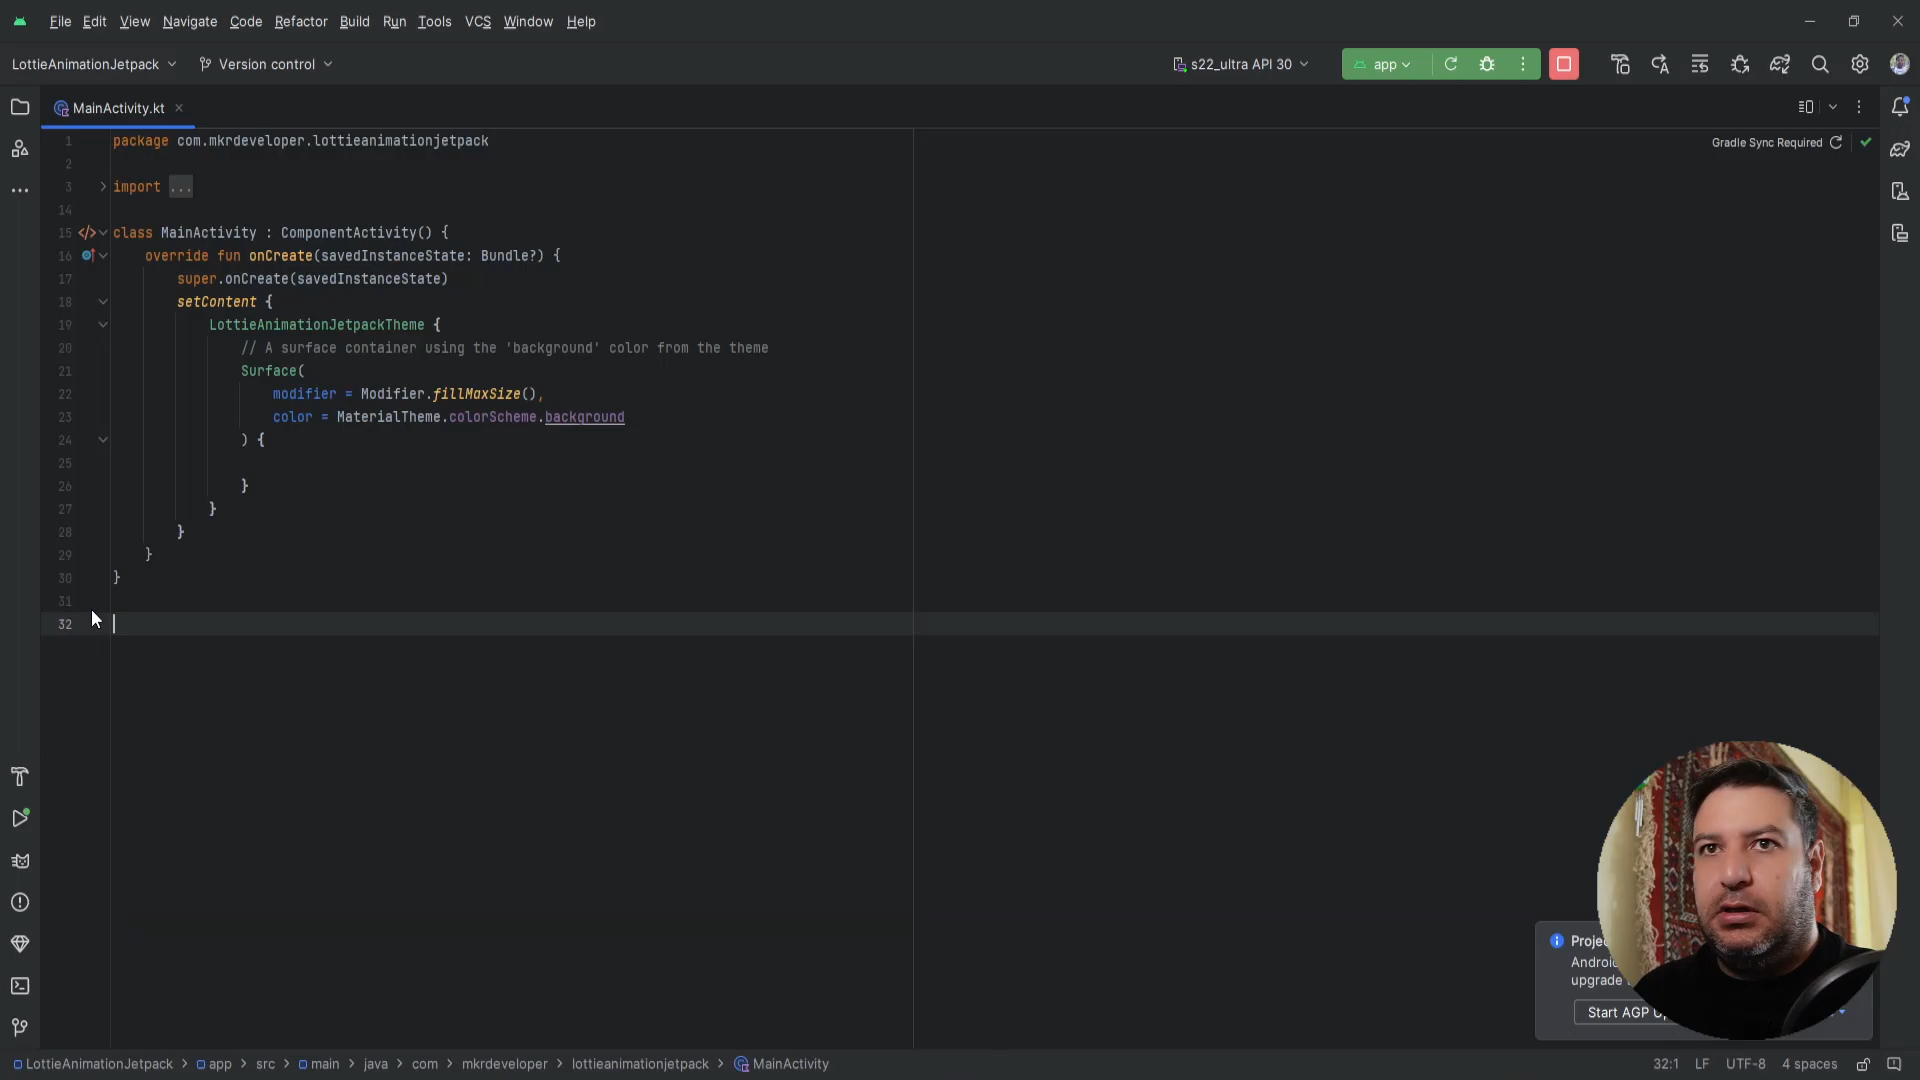 File Edit View Navigate Code Refactor Build Run Tools VCS Window Help
LottieAnimationJetpack Version control s22_ultra API 30 app
MainActivity.kt
1 package com.mkrdeveloper.lottieanimationjetpack Gradle Sync Required
2
3 import ...
14
15 class MainActivity : ComponentActivity() {
16 override fun onCreate(savedInstanceState: Bundle?) {
17 super.onCreate(savedInstanceState)
18 setContent {
19 LottieAnimationJetpackTheme {
20 // A surface container using the 'background' color from the theme
21 Surface(
22 modifier = Modifier.fillMaxSize(),
23 color = MaterialTheme.colorScheme.background
24 ) {
25
26 }
27 }
28 }
29 }
30 }
31
32
upgrade
Start AGP
LottieAnimationJetpack > app > src > main > java > com > mkrdeveloper > lottieanimationjetpack > MainActivity 32:1 LF UTF-8 4 spaces